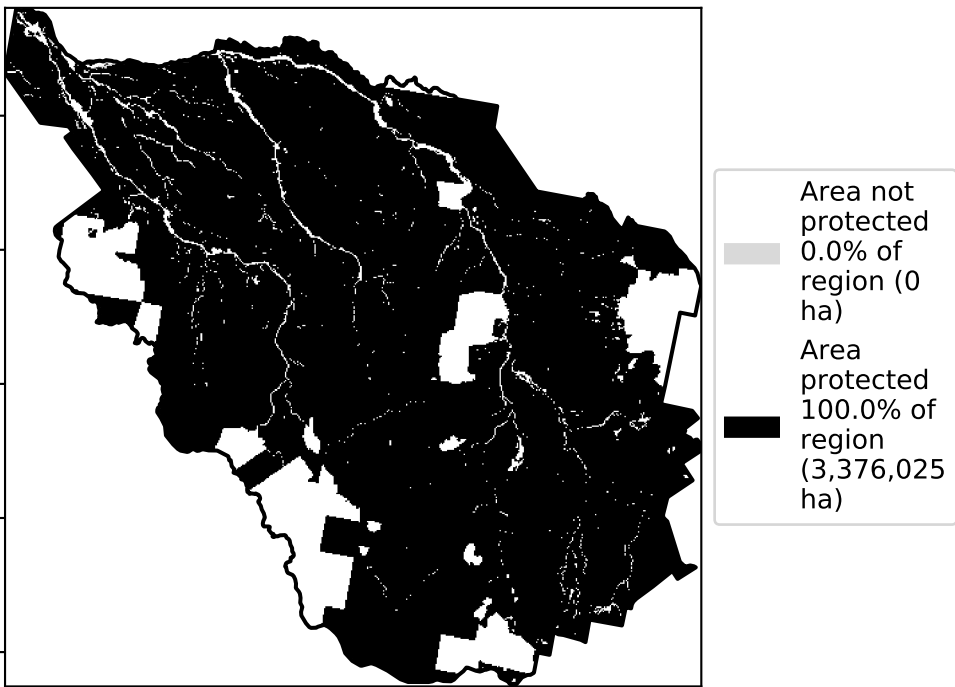 Area not
protected
0.0% of
region (0
ha)
Area
protected
100.0% of
region
(3,376,025
ha)